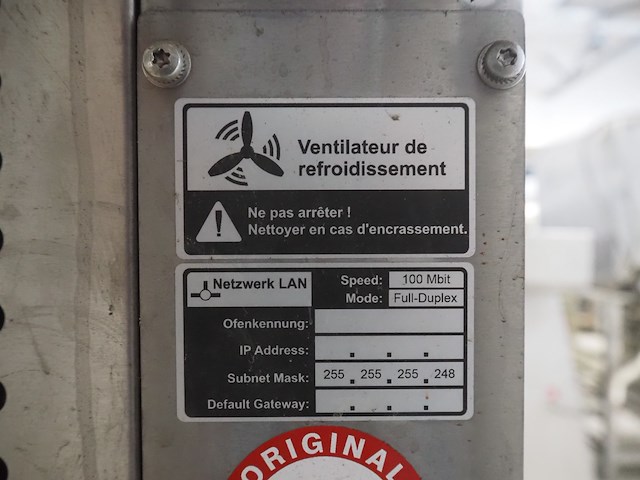 Ventilateur de
refroidissement
Ne pas arrêter !
Nettoyer en cas d'encrassement.
Netzwerk LAN
Speed: 100 Mbit
Mode: Full-Duplex
Ofenkennung:
IP Address: . . .
Subnet Mask: 255 . 255 . 255 . 248
Default Gateway: . . .
ORIGINAL